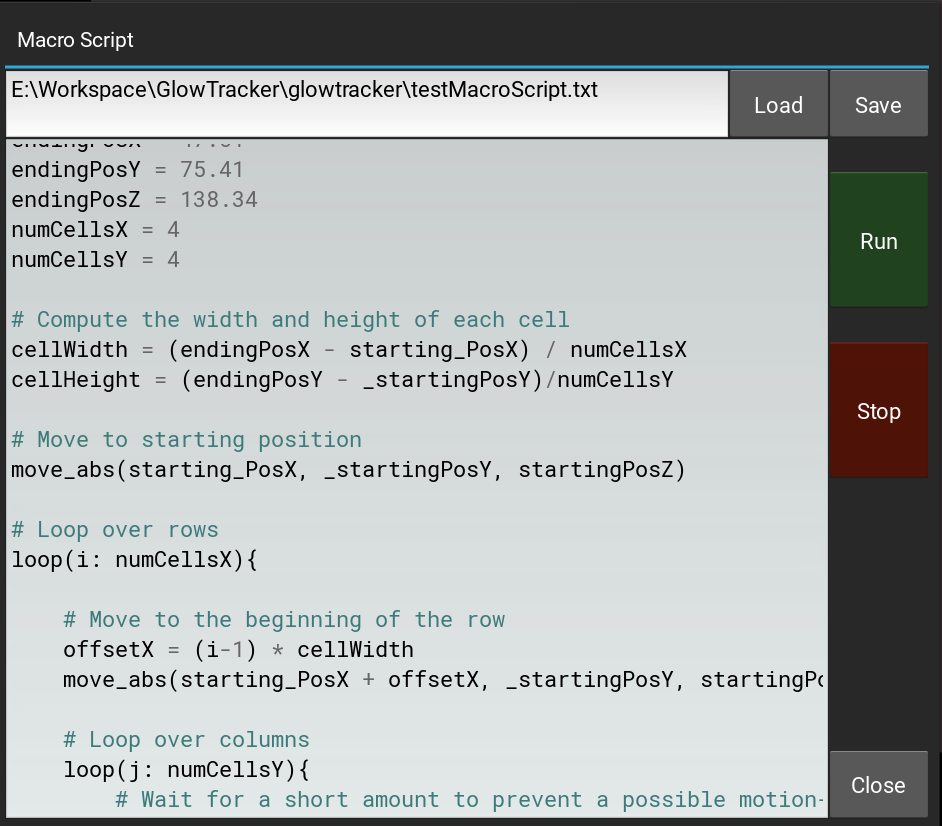 Macro Script
E:\Workspace\GlowTracker\glowtracker\testMacroScript.txt
Load
Save
endingPosY = 75.41
endingPosZ = 138.34
numCellsX = 4
numCellsY = 4
# Compute the width and height of each cell
cellWidth = (endingPosX - starting_PosX) / numCellsX
cellHeight = (endingPosY - _startingPosY)/numCellsY
# Move to starting position
move_abs(starting_PosX, _startingPosY, startingPosZ)
# Loop over rows
loop(i: numCellsX){
# Move to the beginning of the row
offsetX = (i-1) * cellWidth
move_abs(starting_PosX + offsetX, _startingPosY,
# Loop over columns
loop(j: numCellsY){
# Wait for a short amount to prevent a possible motion-
Run
Stop
Close